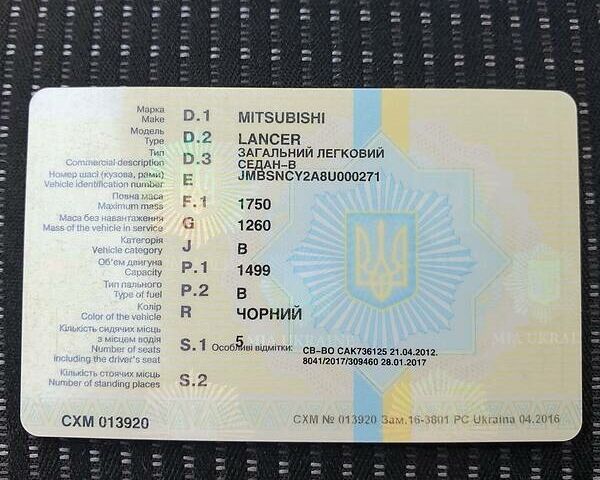 Марка D.1 MITSUBISHI
Make
Модель D.2 LANCER
Type
Тип D.3 ЗАГАЛЬНИЙ ЛЕГКОВИЙ
Commercial description СЕДАН-В
Номер шасі (кузова, рами) E JMBSNCY2A8U000271
Vehicle identification number
Повна маса F.1 1750
Maximum mass
Маса без навантаження G 1260
Mass of the vehicle in service
Категорія J B
Vehicle category
Об'єм двигуна P.1 1499
Capacity
Тип пального P.2 B
Type of fuel
Колір R ЧОРНИЙ
Color of the vehicle
Кількість сидячих місць
з місцем водія S.1 5 Особливі відмітки: СВ-ВО САК736125 21.04.2012.
Number of seats 8041/2017/309460 28.01.2017
including the driver's seat
Кількість стоячих місць S.2
Number of standing places
СХМ 013920
СХМ № 013920 Зам.16-3801 РС Ukraina 04.2016